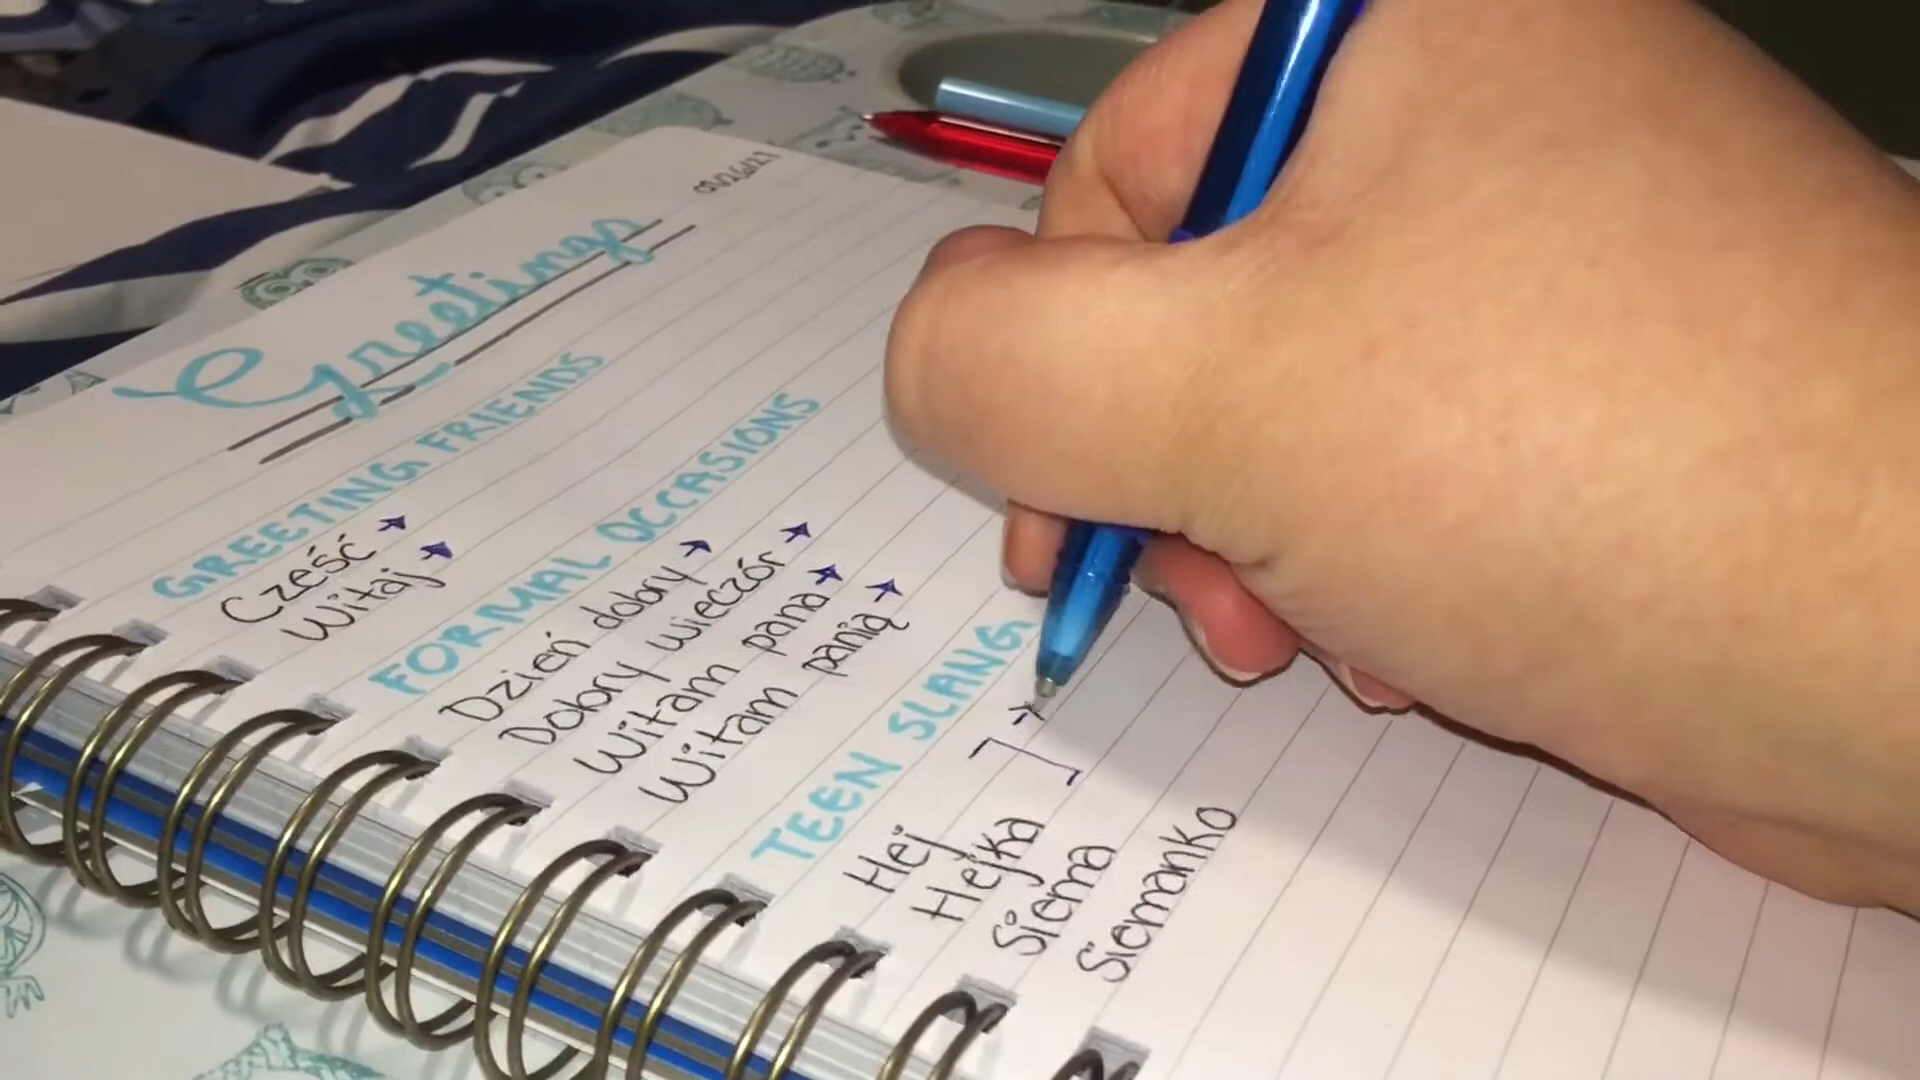 Greetings
GREETING FRIENDS
Cześć →
Witaj →
FORMAL OCCASIONS
Dzień dobry →
Dobry wieczór →
Witam pana →
Witam panią →
TEEN SLANG
Hej
Hejka ] →
Siema
Siemanko